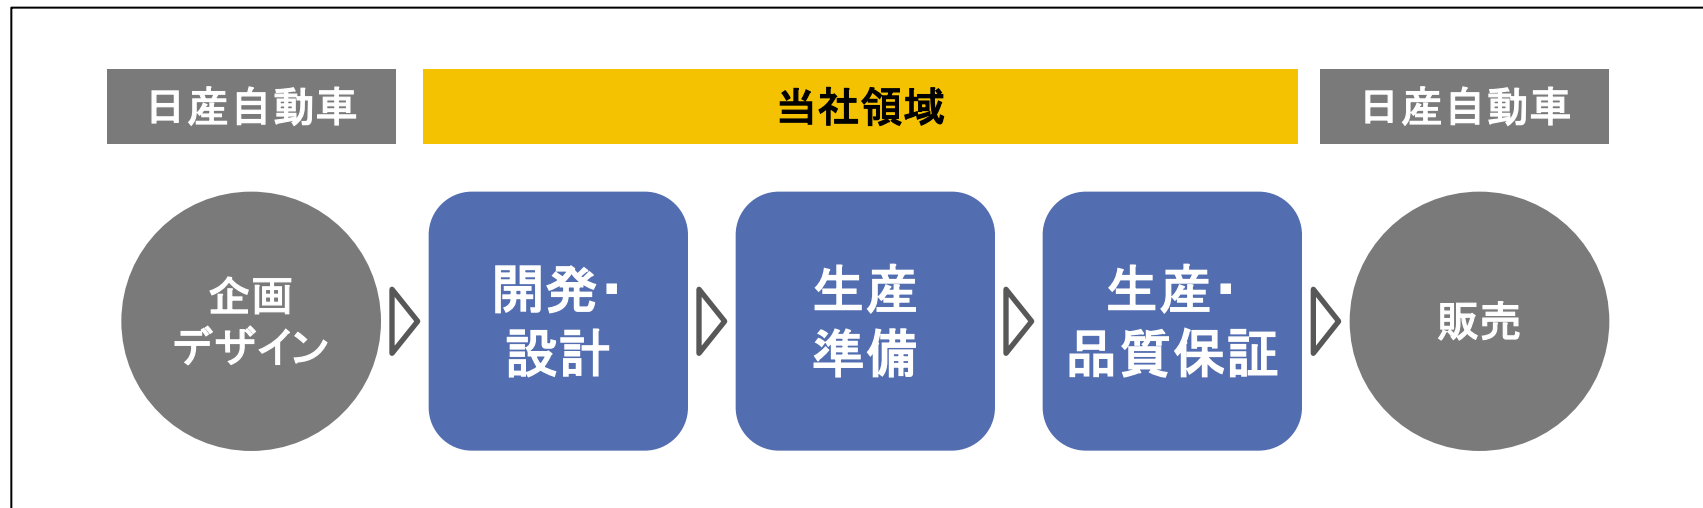 日産自動車
当社領域
日産自動車
企画
デザイン
開発・
設計
生産
準備
生産・
品質保証
販売